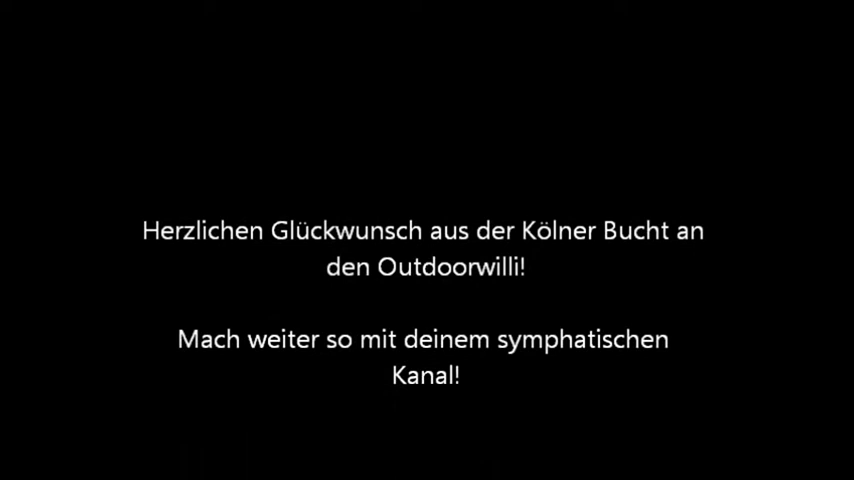 Herzlichen Glückwunsch aus der Kölner Bucht an
den Outdoorwilli!
Mach weiter so mit deinem symphatischen
Kanal!